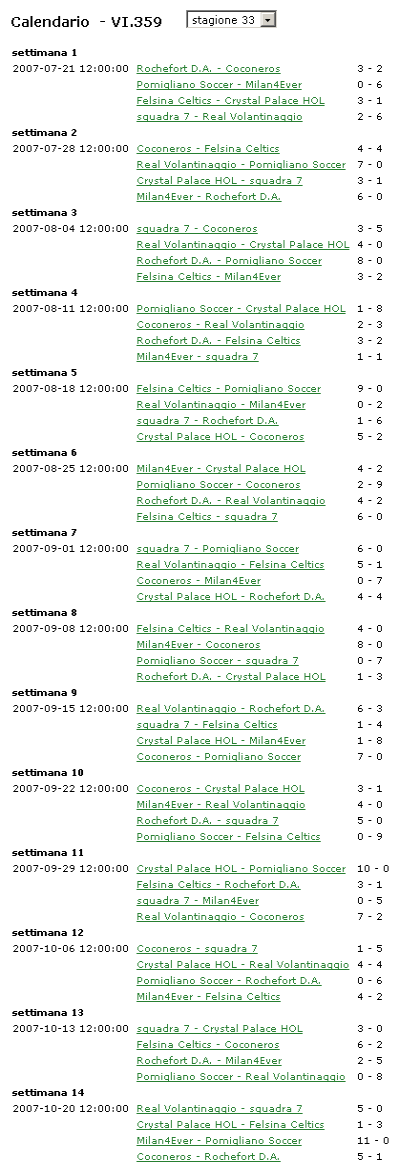 Calendario - VI.359 stagione 33
settimana 1
2007-07-21 12:00:00 Rochefort D.A. - Coconeros 3 - 2
Pomigliano Soccer - Milan4Ever 0 - 6
Felsina Celtics - Crystal Palace HOL 3 - 1
squadra 7 - Real Volantinaggio 2 - 6
settimana 2
2007-07-28 12:00:00 Coconeros - Felsina Celtics 4 - 4
Real Volantinaggio - Pomigliano Soccer 7 - 0
Crystal Palace HOL - squadra 7 3 - 1
Milan4Ever - Rochefort D.A. 6 - 0
settimana 3
2007-08-04 12:00:00 squadra 7 - Coconeros 3 - 5
Real Volantinaggio - Crystal Palace HOL 4 - 0
Rochefort D.A. - Pomigliano Soccer 8 - 0
Felsina Celtics - Milan4Ever 3 - 2
settimana 4
2007-08-11 12:00:00 Pomigliano Soccer - Crystal Palace HOL 1 - 8
Coconeros - Real Volantinaggio 2 - 3
Rochefort D.A. - Felsina Celtics 3 - 2
Milan4Ever - squadra 7 1 - 1
settimana 5
2007-08-18 12:00:00 Felsina Celtics - Pomigliano Soccer 9 - 0
Real Volantinaggio - Milan4Ever 0 - 2
squadra 7 - Rochefort D.A. 1 - 6
Crystal Palace HOL - Coconeros 5 - 2
settimana 6
2007-08-25 12:00:00 Milan4Ever - Crystal Palace HOL 4 - 2
Pomigliano Soccer - Coconeros 2 - 9
Rochefort D.A. - Real Volantinaggio 4 - 2
Felsina Celtics - squadra 7 6 - 0
settimana 7
2007-09-01 12:00:00 squadra 7 - Pomigliano Soccer 6 - 0
Real Volantinaggio - Felsina Celtics 5 - 1
Coconeros - Milan4Ever 0 - 7
Crystal Palace HOL - Rochefort D.A. 4 - 4
settimana 8
2007-09-08 12:00:00 Felsina Celtics - Real Volantinaggio 4 - 0
Milan4Ever - Coconeros 8 - 0
Pomigliano Soccer - squadra 7 0 - 7
Rochefort D.A. - Crystal Palace HOL 1 - 3
settimana 9
2007-09-15 12:00:00 Real Volantinaggio - Rochefort D.A. 6 - 3
squadra 7 - Felsina Celtics 1 - 4
Crystal Palace HOL - Milan4Ever 1 - 8
Coconeros - Pomigliano Soccer 7 - 0
settimana 10
2007-09-22 12:00:00 Coconeros - Crystal Palace HOL 3 - 1
Milan4Ever - Real Volantinaggio 4 - 0
Rochefort D.A. - squadra 7 5 - 0
Pomigliano Soccer - Felsina Celtics 0 - 9
settimana 11
2007-09-29 12:00:00 Crystal Palace HOL - Pomigliano Soccer 10 - 0
Felsina Celtics - Rochefort D.A. 3 - 1
squadra 7 - Milan4Ever 0 - 5
Real Volantinaggio - Coconeros 7 - 2
settimana 12
2007-10-06 12:00:00 Coconeros - squadra 7 1 - 5
Crystal Palace HOL - Real Volantinaggio 4 - 4
Pomigliano Soccer - Rochefort D.A. 0 - 6
Milan4Ever - Felsina Celtics 4 - 2
settimana 13
2007-10-13 12:00:00 squadra 7 - Crystal Palace HOL 3 - 0
Felsina Celtics - Coconeros 6 - 2
Rochefort D.A. - Milan4Ever 2 - 5
Pomigliano Soccer - Real Volantinaggio 0 - 8
settimana 14
2007-10-20 12:00:00 Real Volantinaggio - squadra 7 5 - 0
Crystal Palace HOL - Felsina Celtics 1 - 3
Milan4Ever - Pomigliano Soccer 11 - 0
Coconeros - Rochefort D.A. 5 - 1